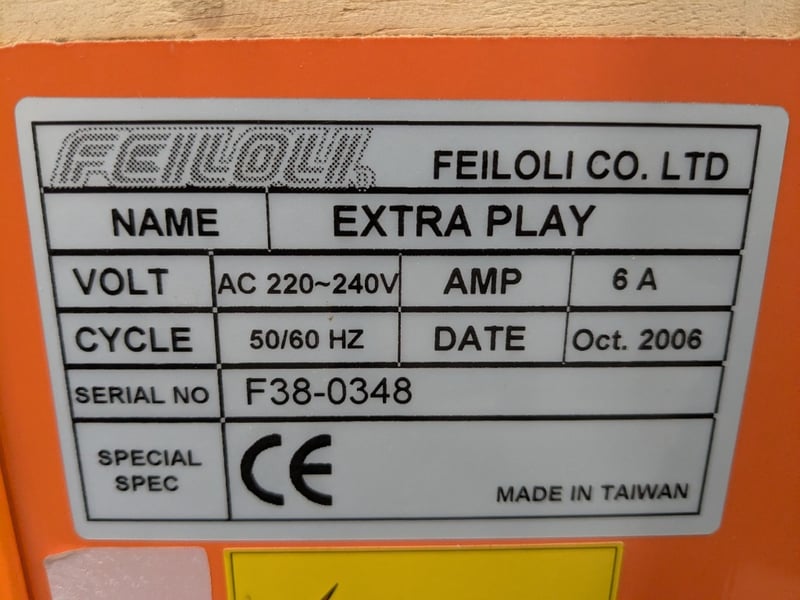 FEILOLI® FEILOLI CO. LTD
NAME EXTRA PLAY
VOLT AC 220~240V AMP 6 A
CYCLE 50/60 HZ DATE Oct. 2006
SERIAL NO F38-0348
SPECIAL
SPEC
CE
MADE IN TAIWAN